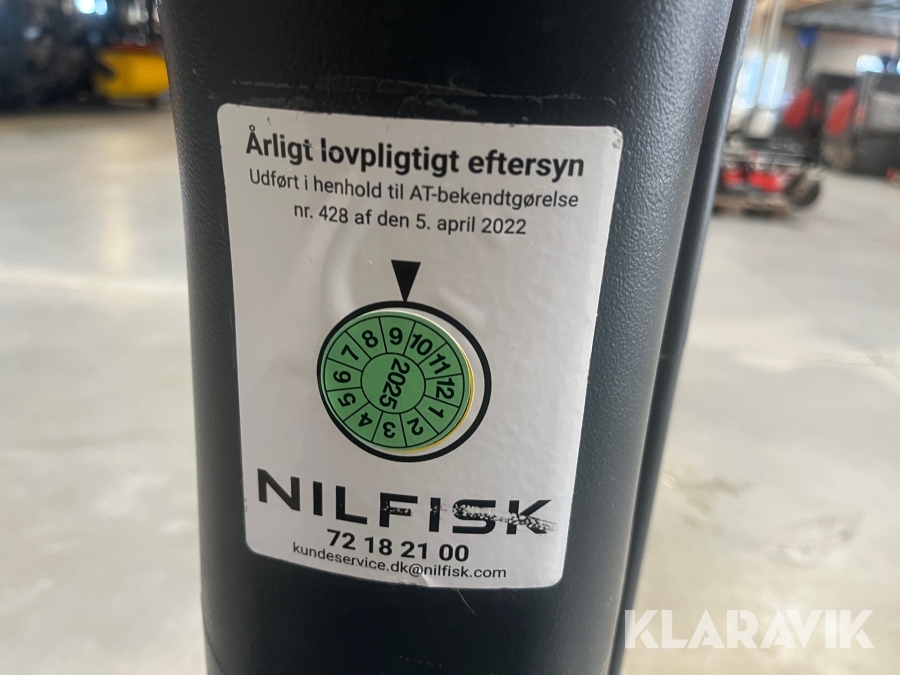 Årligt lovpligtigt eftersyn
Udført i henhold til AT-bekendtgørelse
nr. 428 af den 5. april 2022
1 2 3 4 5 6 7 8 9 10 11 12
2025
NILFISK
72 18 21 00
kundeservice.dk@nilfisk.com
KLARAVIK